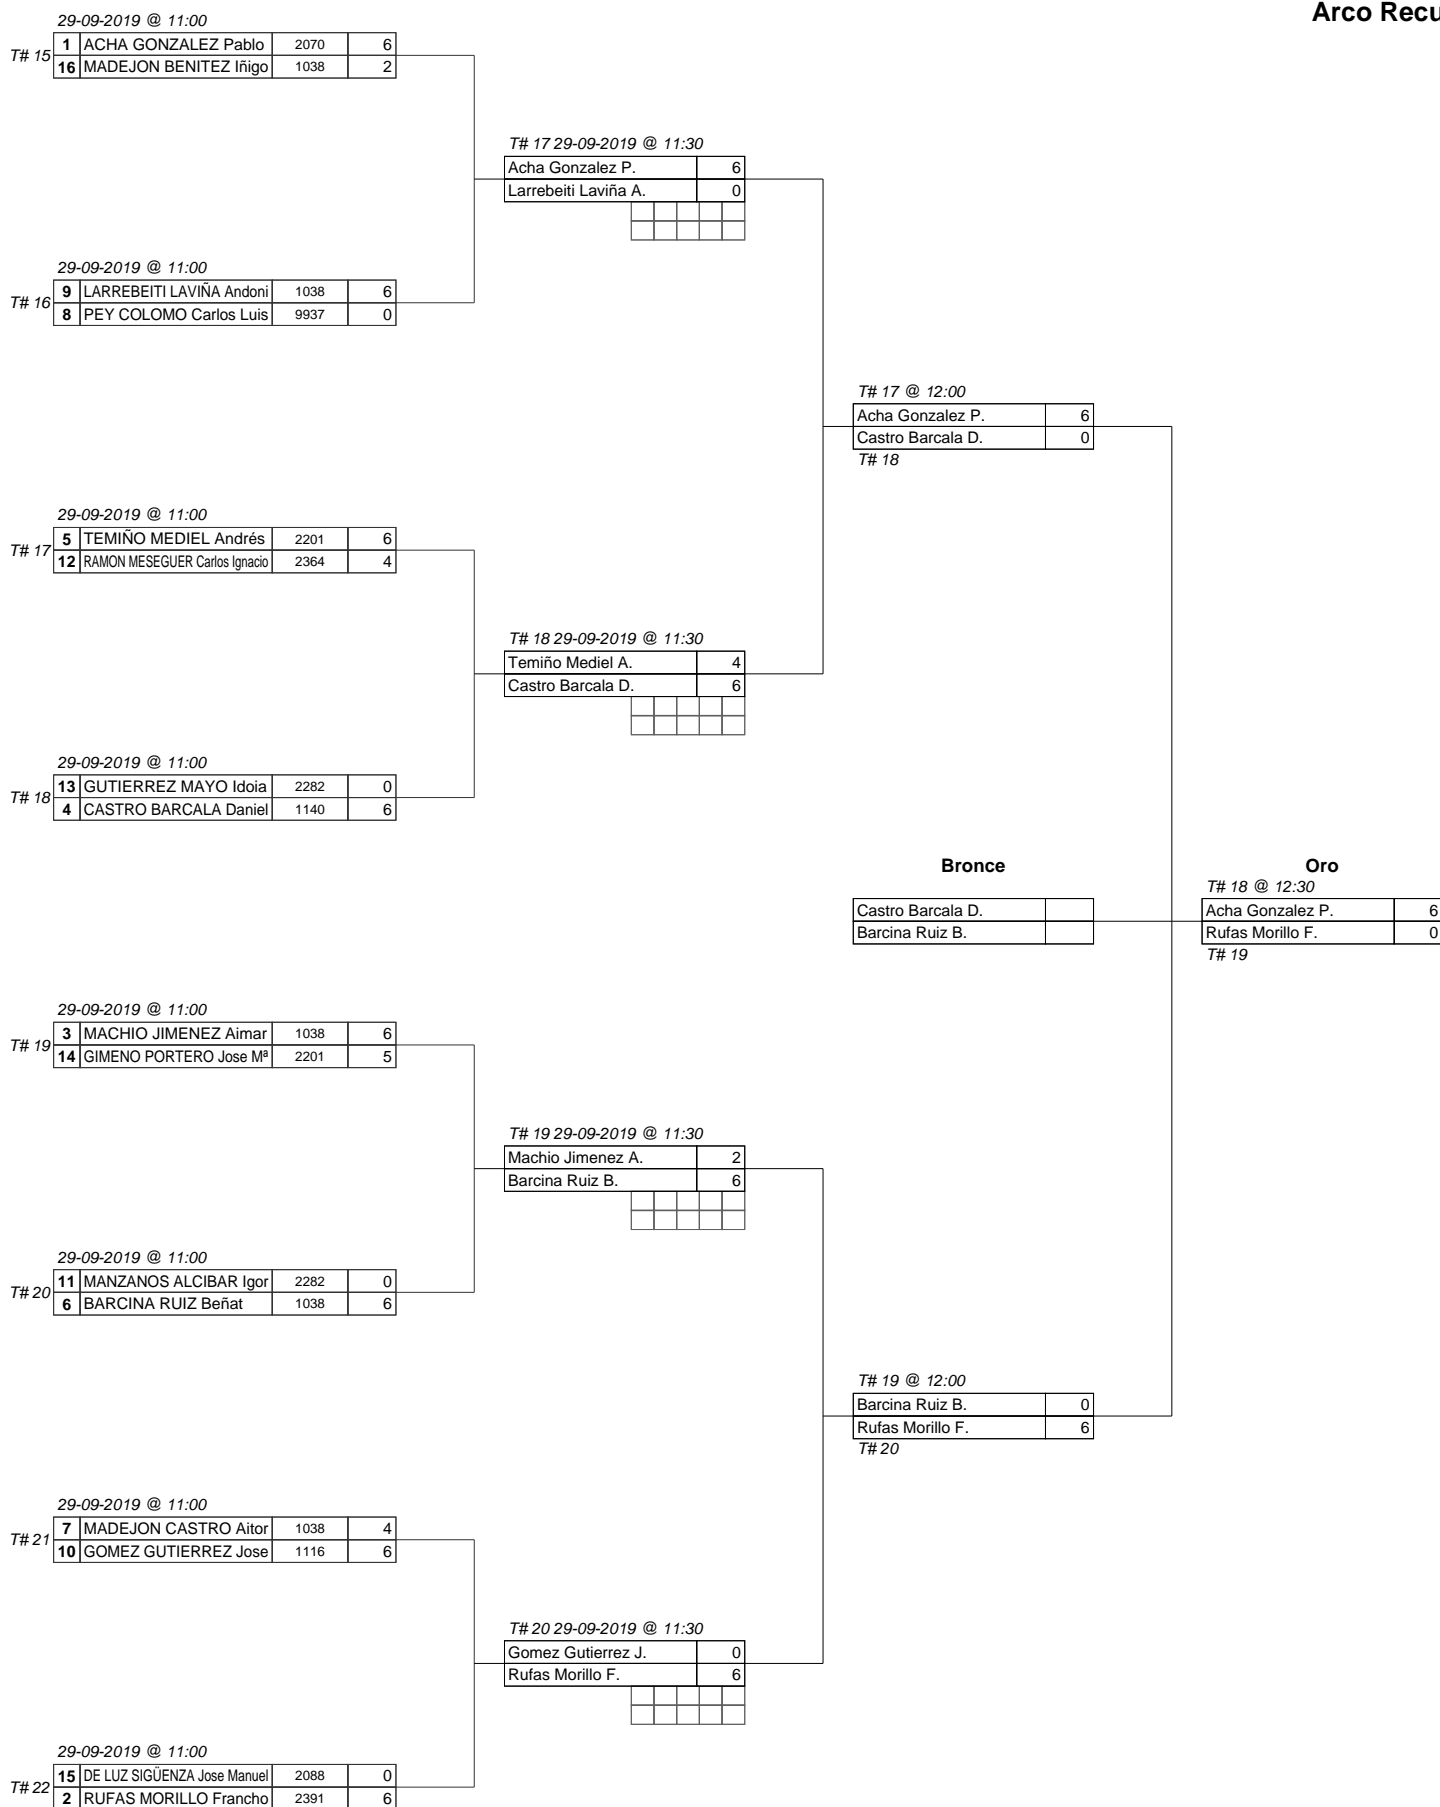 Arco Recu
29-09-2019 @ 11:00
T# 15
1 ACHA GONZALEZ Pablo 2070 6
16 MADEJON BENITEZ Iñigo 1038 2
T# 17 29-09-2019 @ 11:30
Acha Gonzalez P. 6
Larrebeiti Laviña A. 0
29-09-2019 @ 11:00
T# 16
9 LARREBEITI LAVIÑA Andoni 1038 6
8 PEY COLOMO Carlos Luis 9937 0
T# 17 @ 12:00
Acha Gonzalez P. 6
Castro Barcala D. 0
T# 18
29-09-2019 @ 11:00
T# 17
5 TEMIÑO MEDIEL Andrés 2201 6
12 RAMON MESEGUER Carlos Ignacio 2364 4
T# 18 29-09-2019 @ 11:30
Temiño Mediel A. 4
Castro Barcala D. 6
29-09-2019 @ 11:00
T# 18
13 GUTIERREZ MAYO Idoia 2282 0
4 CASTRO BARCALA Daniel 1140 6
Bronce
Castro Barcala D.
Barcina Ruiz B.
Oro
T# 18 @ 12:30
Acha Gonzalez P. 6
Rufas Morillo F. 0
T# 19
29-09-2019 @ 11:00
T# 19
3 MACHIO JIMENEZ Aimar 1038 6
14 GIMENO PORTERO Jose Mª 2201 5
T# 19 29-09-2019 @ 11:30
Machio Jimenez A. 2
Barcina Ruiz B. 6
29-09-2019 @ 11:00
T# 20
11 MANZANOS ALCIBAR Igor 2282 0
6 BARCINA RUIZ Beñat 1038 6
T# 19 @ 12:00
Barcina Ruiz B. 0
Rufas Morillo F. 6
T# 20
29-09-2019 @ 11:00
T# 21
7 MADEJON CASTRO Aitor 1038 4
10 GOMEZ GUTIERREZ Jose 1116 6
T# 20 29-09-2019 @ 11:30
Gomez Gutierrez J. 0
Rufas Morillo F. 6
29-09-2019 @ 11:00
T# 22
15 DE LUZ SIGÜENZA Jose Manuel 2088 0
2 RUFAS MORILLO Francho 2391 6